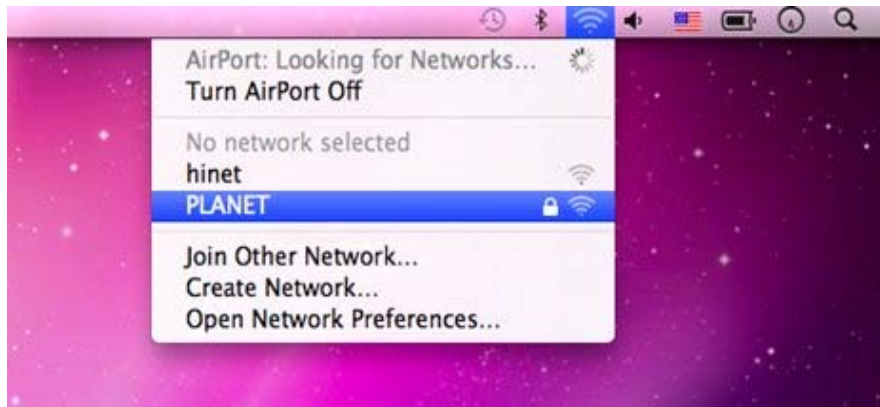 AirPort: Looking for Networks...
Turn AirPort Off
No network selected
hinet
PLANET
Join Other Network...
Create Network...
Open Network Preferences...